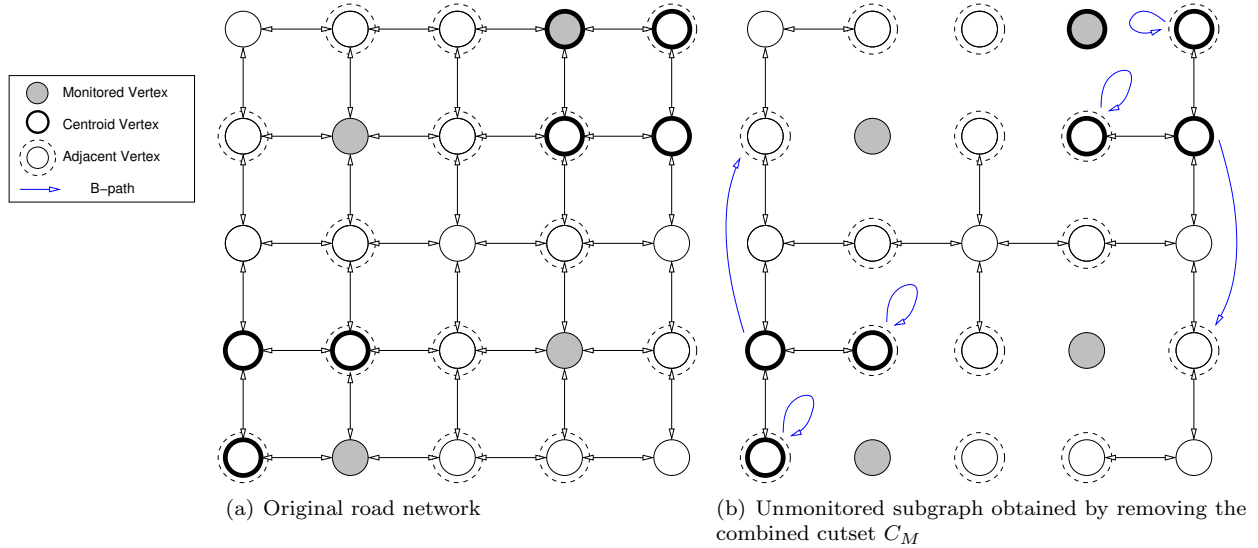 Monitored Vertex
Centroid Vertex
Adjacent Vertex
B-path
(a) Original road network
(b) Unmonitored subgraph obtained by removing the
combined cutset C_M